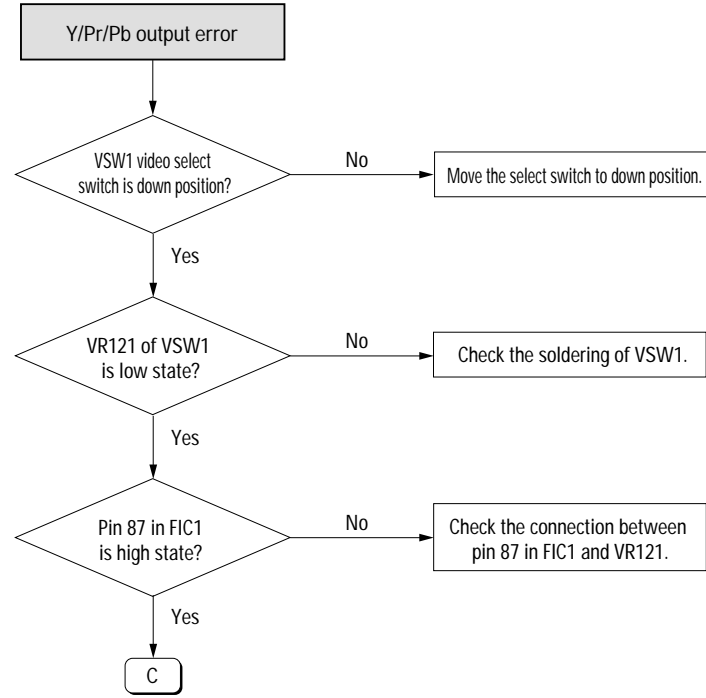 Y/Pr/Pb output error
VSW1 video select
switch is down position?
No
Move the select switch to down position.
Yes
VR121 of VSW1
is low state?
No
Check the soldering of VSW1.
Yes
Pin 87 in FIC1
is high state?
No
Check the connection between
pin 87 in FIC1 and VR121.
Yes
C